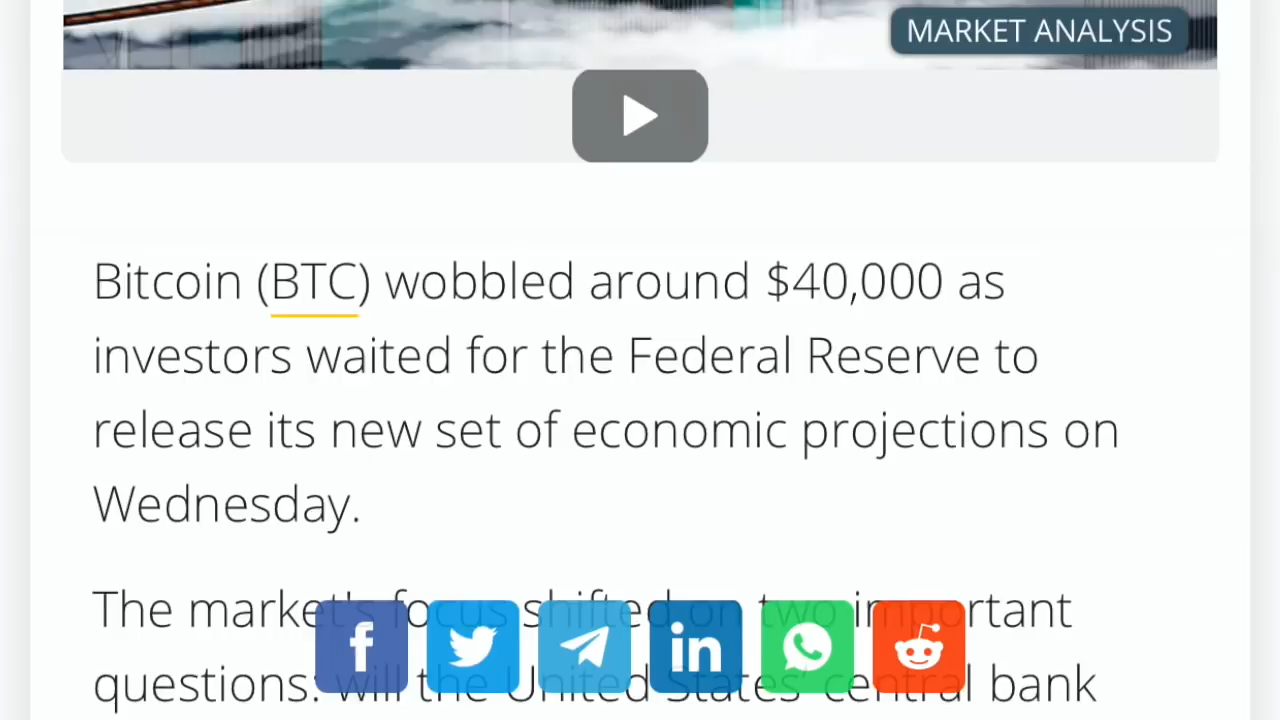 MARKET ANALYSIS
Bitcoin (BTC) wobbled around $40,000 as
investors waited for the Federal Reserve to
release its new set of economic projections on
Wednesday.
The market's focus shifted on two important
questions: will the United States' central bank